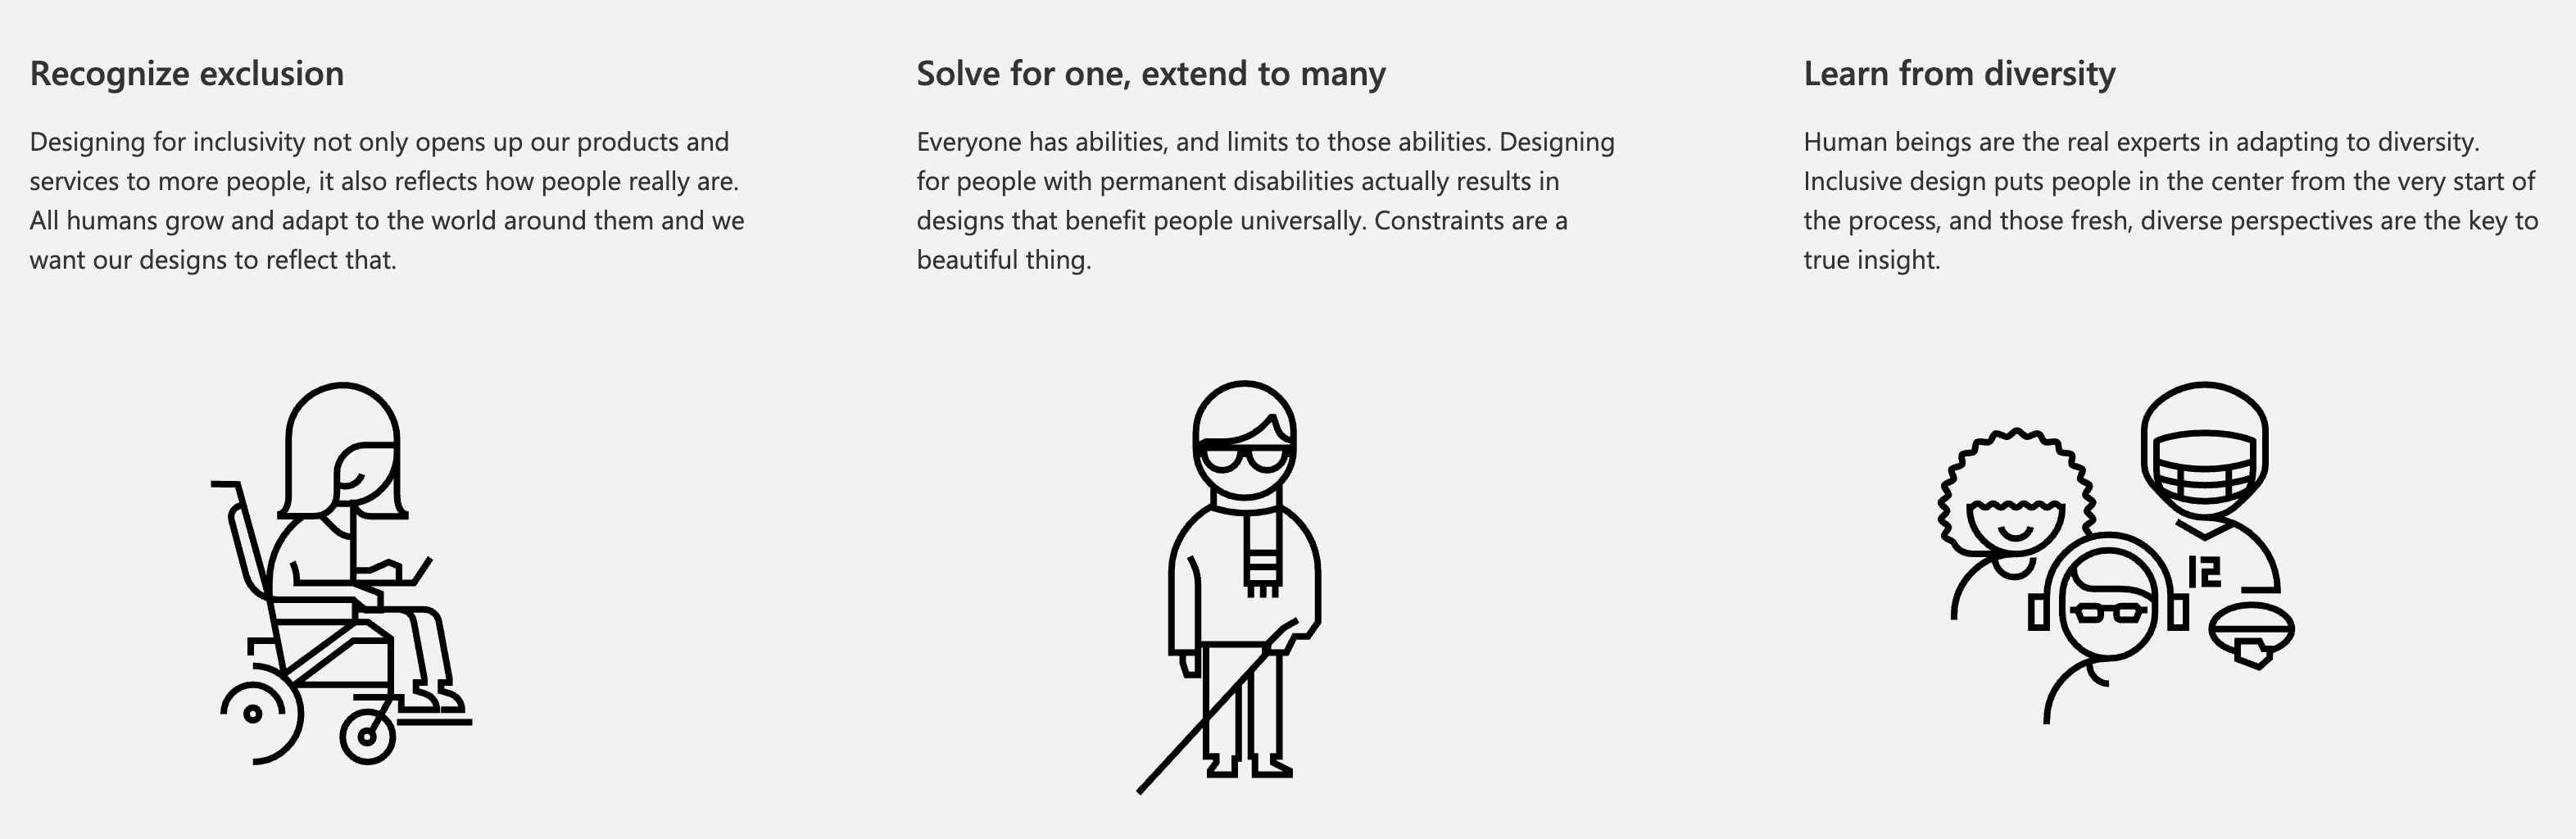 Recognize exclusion
Designing for inclusivity not only opens up our products and
services to more people, it also reflects how people really are.
All humans grow and adapt to the world around them and we
want our designs to reflect that.
Solve for one, extend to many
Everyone has abilities, and limits to those abilities. Designing
for people with permanent disabilities actually results in
designs that benefit people universally. Constraints are a
beautiful thing.
Learn from diversity
Human beings are the real experts in adapting to diversity.
Inclusive design puts people in the center from the very start of
the process, and those fresh, diverse perspectives are the key to
true insight.
12